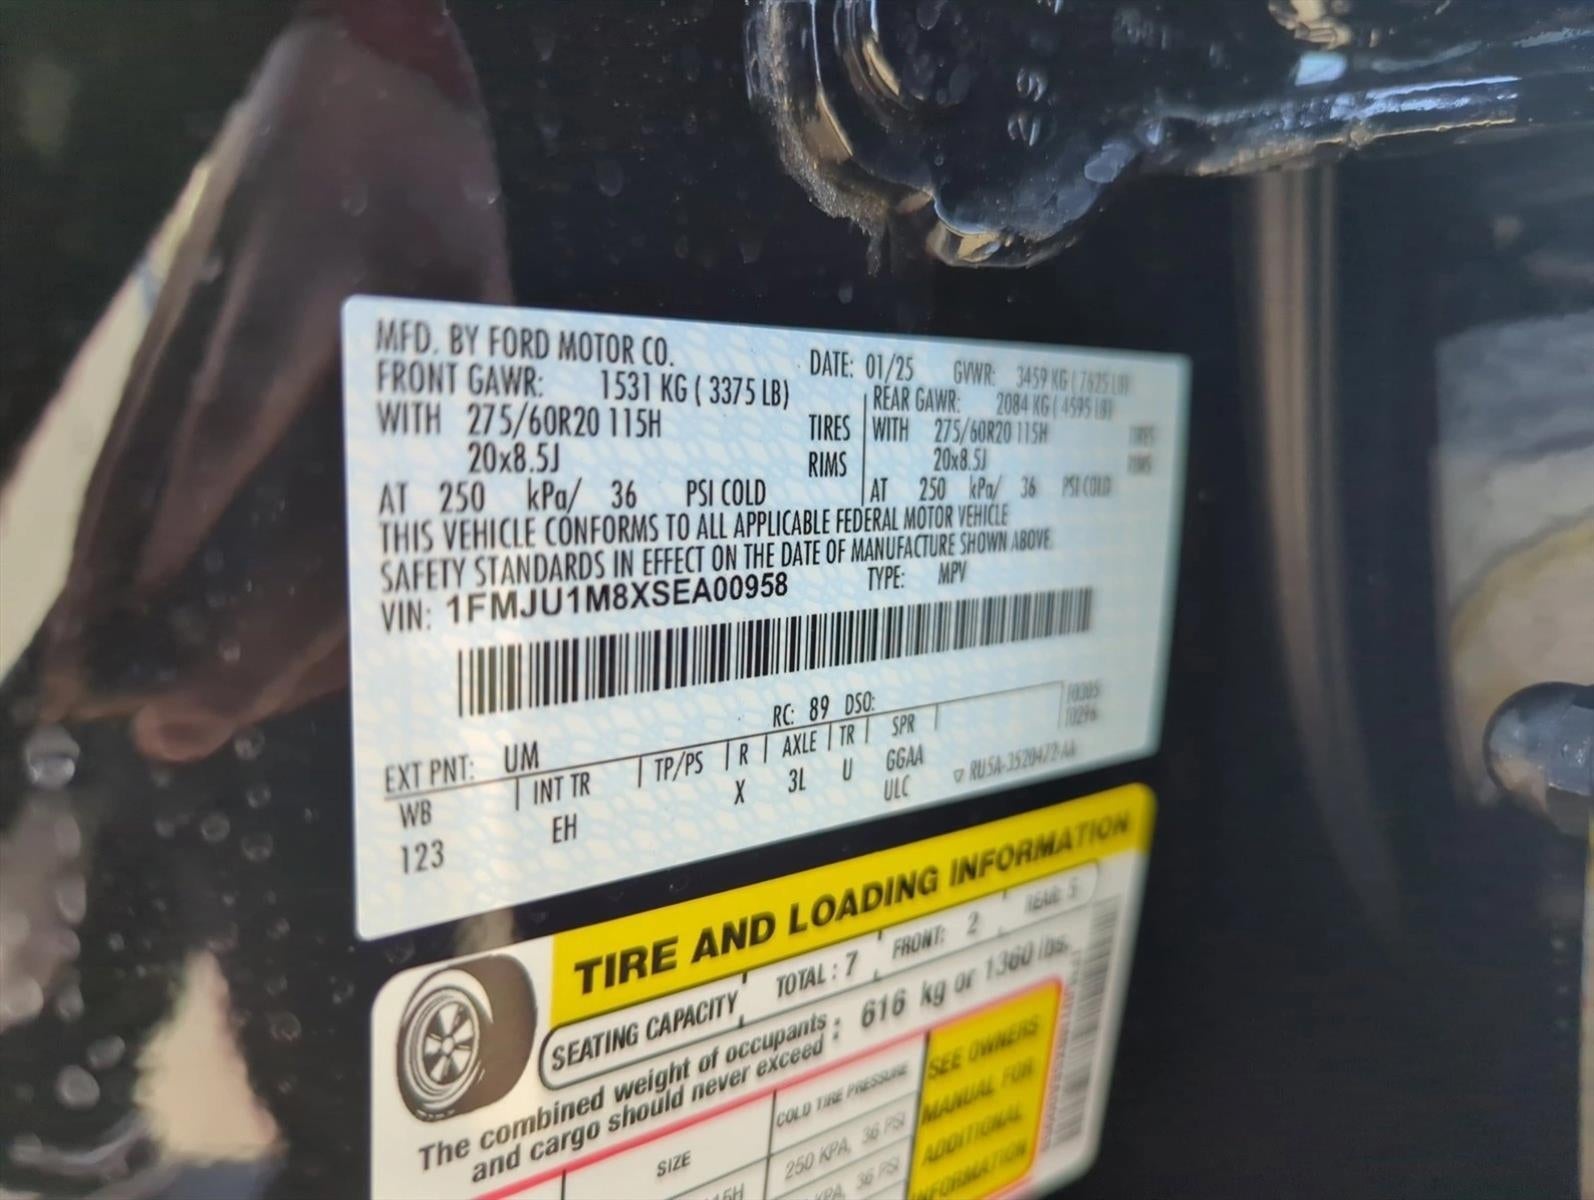 MFD. BY FORD MOTOR CO. DATE: 01/25 GVWR: 3459 KG ( 7625 LB)
FRONT GAWR: 1531 KG ( 3375 LB) REAR GAWR: 2084 KG ( 4595 LB)
WITH 275/60R20 115H TIRES WITH 275/60R20 115H TIRES
20x8.5J RIMS 20x8.5J RIMS
AT 250 kPa/ 36 PSI COLD AT 250 kPa/ 36 PSI COLD
THIS VEHICLE CONFORMS TO ALL APPLICABLE FEDERAL MOTOR VEHICLE
SAFETY STANDARDS IN EFFECT ON THE DATE OF MANUFACTURE SHOWN ABOVE.
VIN: 1FMJU1M8XSEA00958 TYPE: MPV
RC: 89 DSO:
EXT PNT: UM
WB INT TR TP/PS R AXLE TR SPR
123 EH X 3L U GGAA
ULC
TIRE AND LOADING INFORMATION
SEATING CAPACITY TOTAL : 7 FRONT: 2 REAR: 5
The combined weight of occupants and cargo should never exceed : 616 kg or 1360 lbs.
SIZE COLD TIRE PRESSURE
250 KPA, 36 PSI
KPA, 36 PSI
SEE OWNERS
MANUAL FOR
ADDITIONAL
INFORMATION